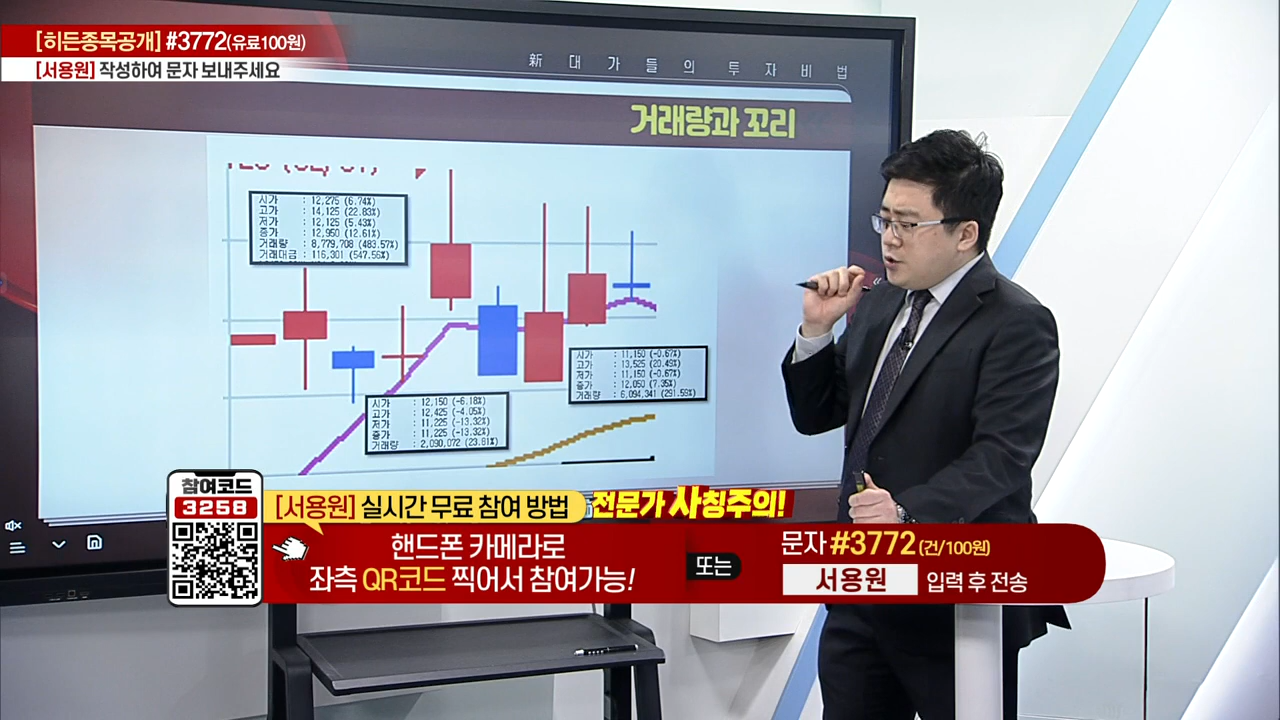 [히든종목공개] #3772(유료100원)
[서용원] 작성하여 문자 보내주세요
新 대 가 들 의 투 자 비 법
거래량과 꼬리
시가 : 12,275 (6.74%)
고가 : 14,125 (22.83%)
저가 : 12,125 (5.43%)
종가 : 12,950 (12.61%)
거래량 : 8,779,708 (483.57%)
거래대금 : 116,301 (547.56%)
시가 : 11,150 (-0.67%)
고가 : 13,525 (20.49%)
저가 : 11,150 (-0.67%)
종가 : 12,050 (7.35%)
거래량 : 6,094,341 (291.59%)
시가 : 12,150 (-6.18%)
고가 : 12,425 (-4.05%)
저가 : 11,225 (-13.32%)
종가 : 11,225 (-13.32%)
거래량 : 2,090,072 (23.81%)
참여코드
3258
[서용원] 실시간 무료 참여 방법
전문가 사칭주의!
핸드폰 카메라로
좌측 QR코드 찍어서 참여가능!
또는
문자 #3772 (건/100원)
서용원 입력 후 전송